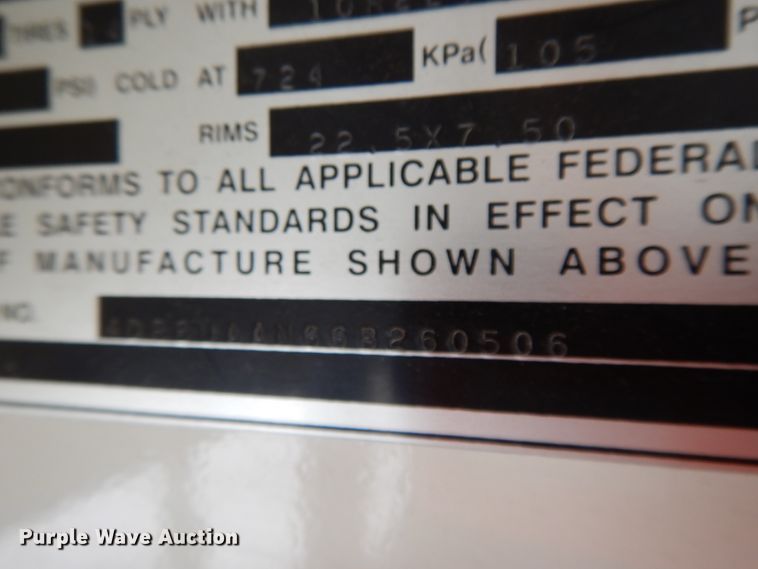 TIRES PLY WITH
PSI) COLD AT 724 KPa( 105 P
RIMS 22.5X7.50
CONFORMS TO ALL APPLICABLE FEDERAL
E SAFETY STANDARDS IN EFFECT ON
F MANUFACTURE SHOWN ABOVE
NO.
Purple Wave Auction